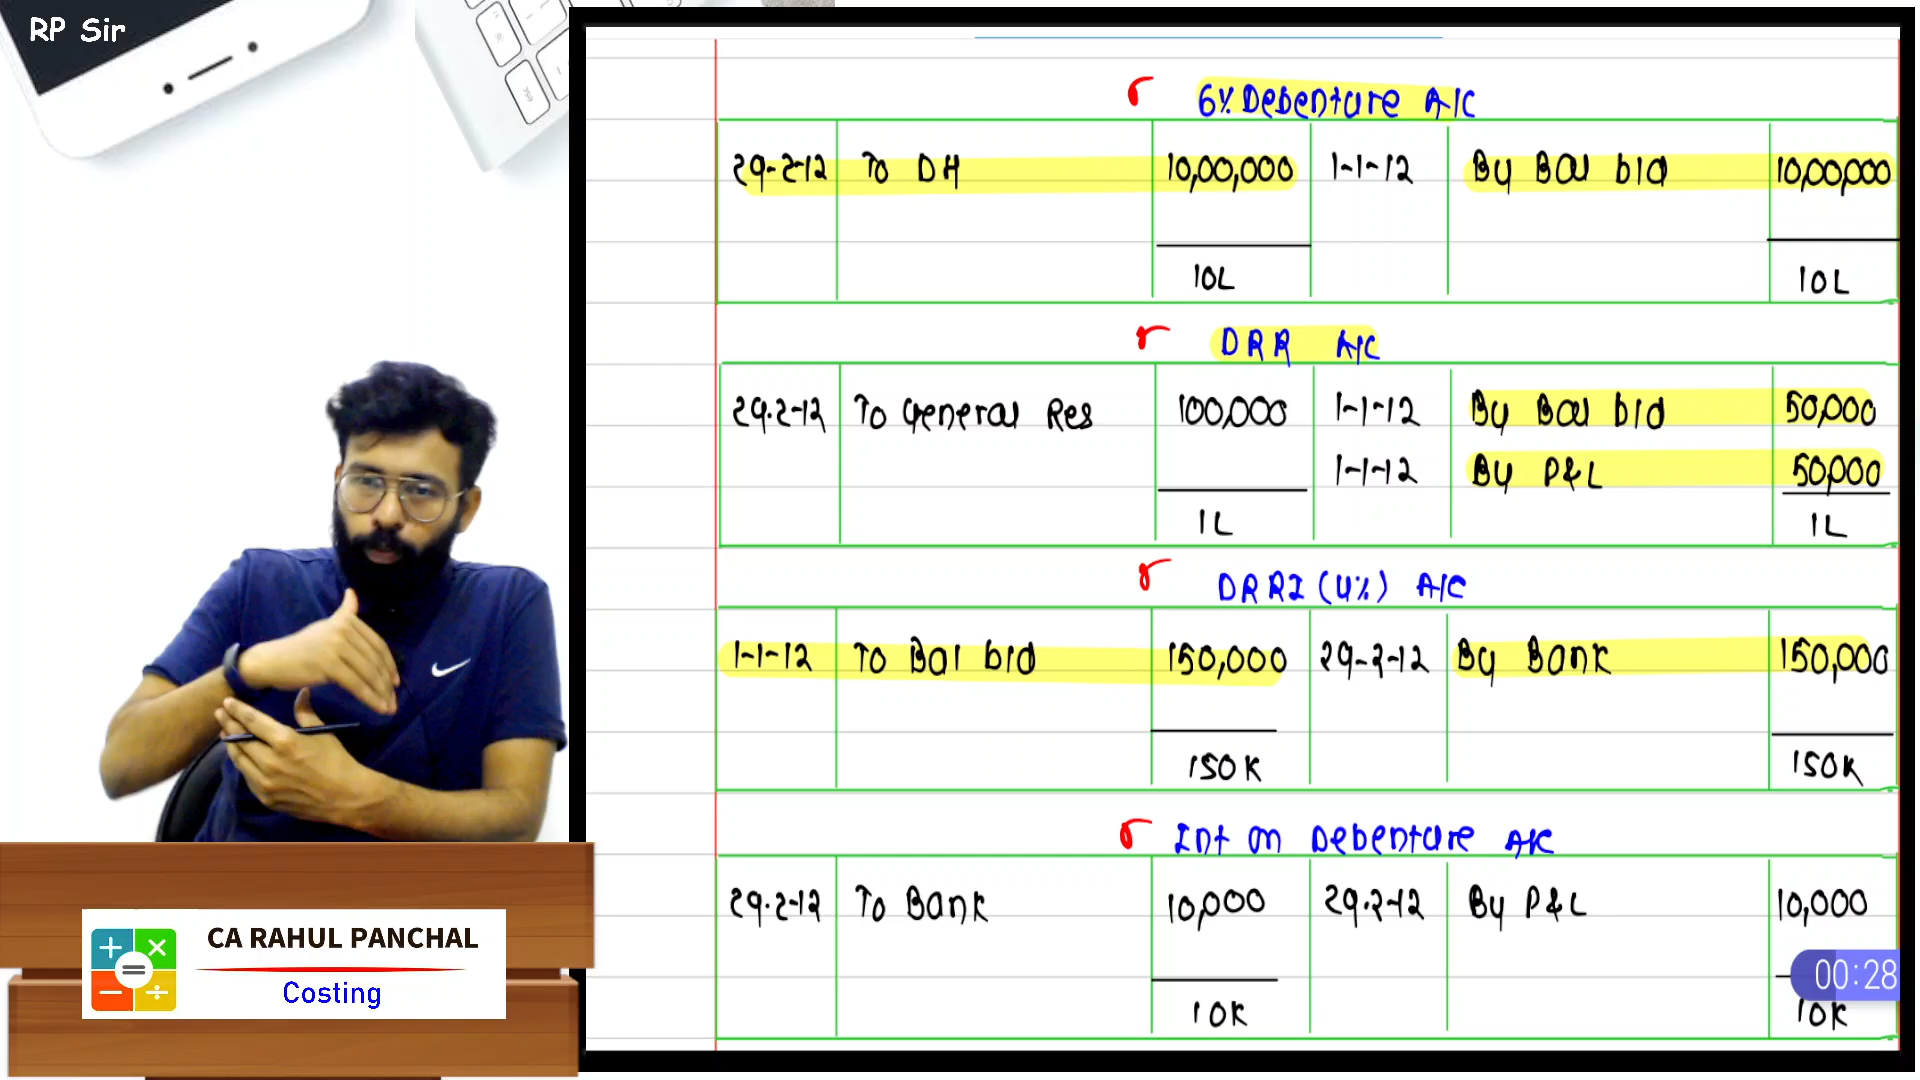 RP Sir
6% Debenture A/C
29-2-12 To DH 10,00,000 1-1-12 By Bal b/d 10,00,000
10L 10L
DRR A/C
29.2-12 To General Res 100,000 1-1-12 By Bal b/d 50,000
1-1-12 By P&L 50,000
1L 1L
DRRI (4%) A/C
1-1-12 To Bal b/d 150,000 29-2-12 By Bank 150,000
150K 150K
Int on Debenture A/C
29.2-12 To Bank 10,000 29.2-12 By P&L 10,000
10K 10K
00:28
CA RAHUL PANCHAL
Costing